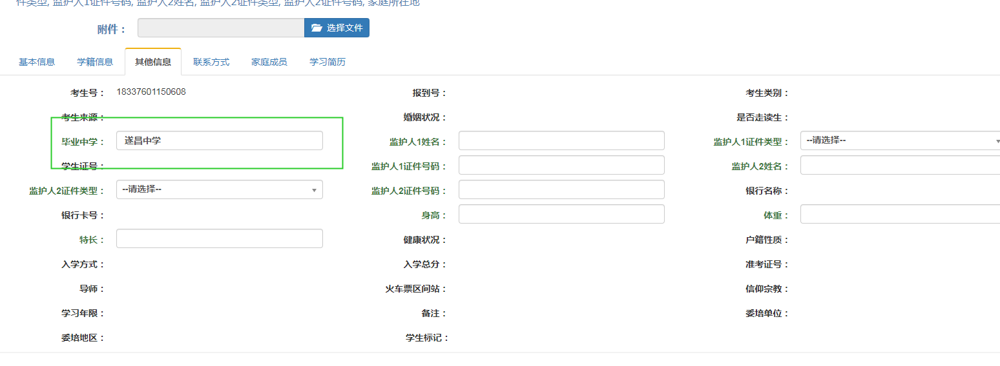 件类型, 监护人1证件号码, 监护人2姓名, 监护人2证件类型, 监护人2证件号码, 家庭所在地
附件： 选择文件
基本信息 学籍信息 其他信息 联系方式 家庭成员 学习简历
考生号： 18337601150608 报到号： 考生类别：
考生来源： 婚姻状况： 是否走读生：
毕业中学： 遂昌中学 监护人1姓名： 监护人1证件类型： --请选择--
学生证号： 监护人1证件号码： 监护人2姓名：
监护人2证件类型： --请选择-- 监护人2证件号码： 银行名称：
银行卡号： 身高： 体重：
特长： 健康状况： 户籍性质：
入学方式： 入学总分： 准考证号：
导师： 火车票区间站： 信仰宗教：
学习年限： 备注： 委培单位：
委培地区： 学生标记：